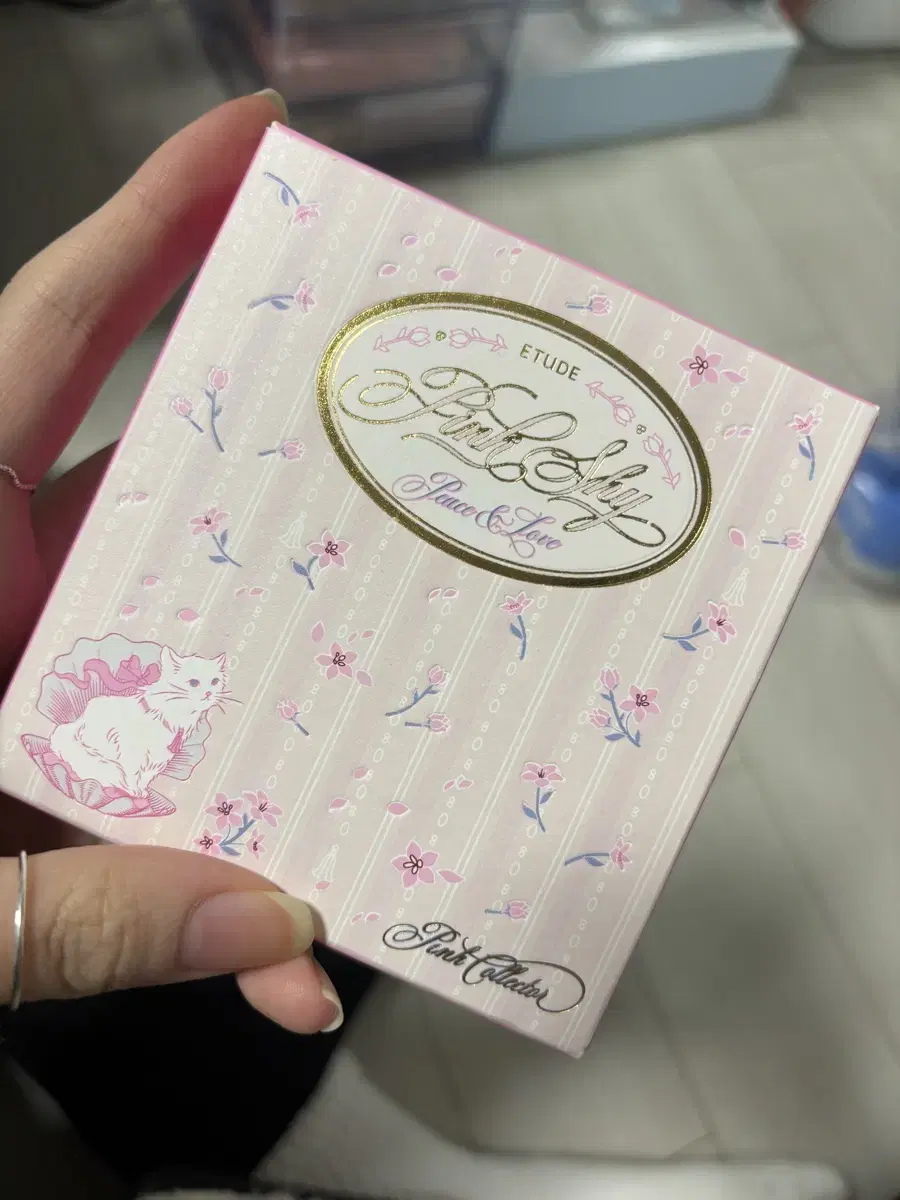 ETUDE
Pink Shy
Peace & Love
Pink Collector